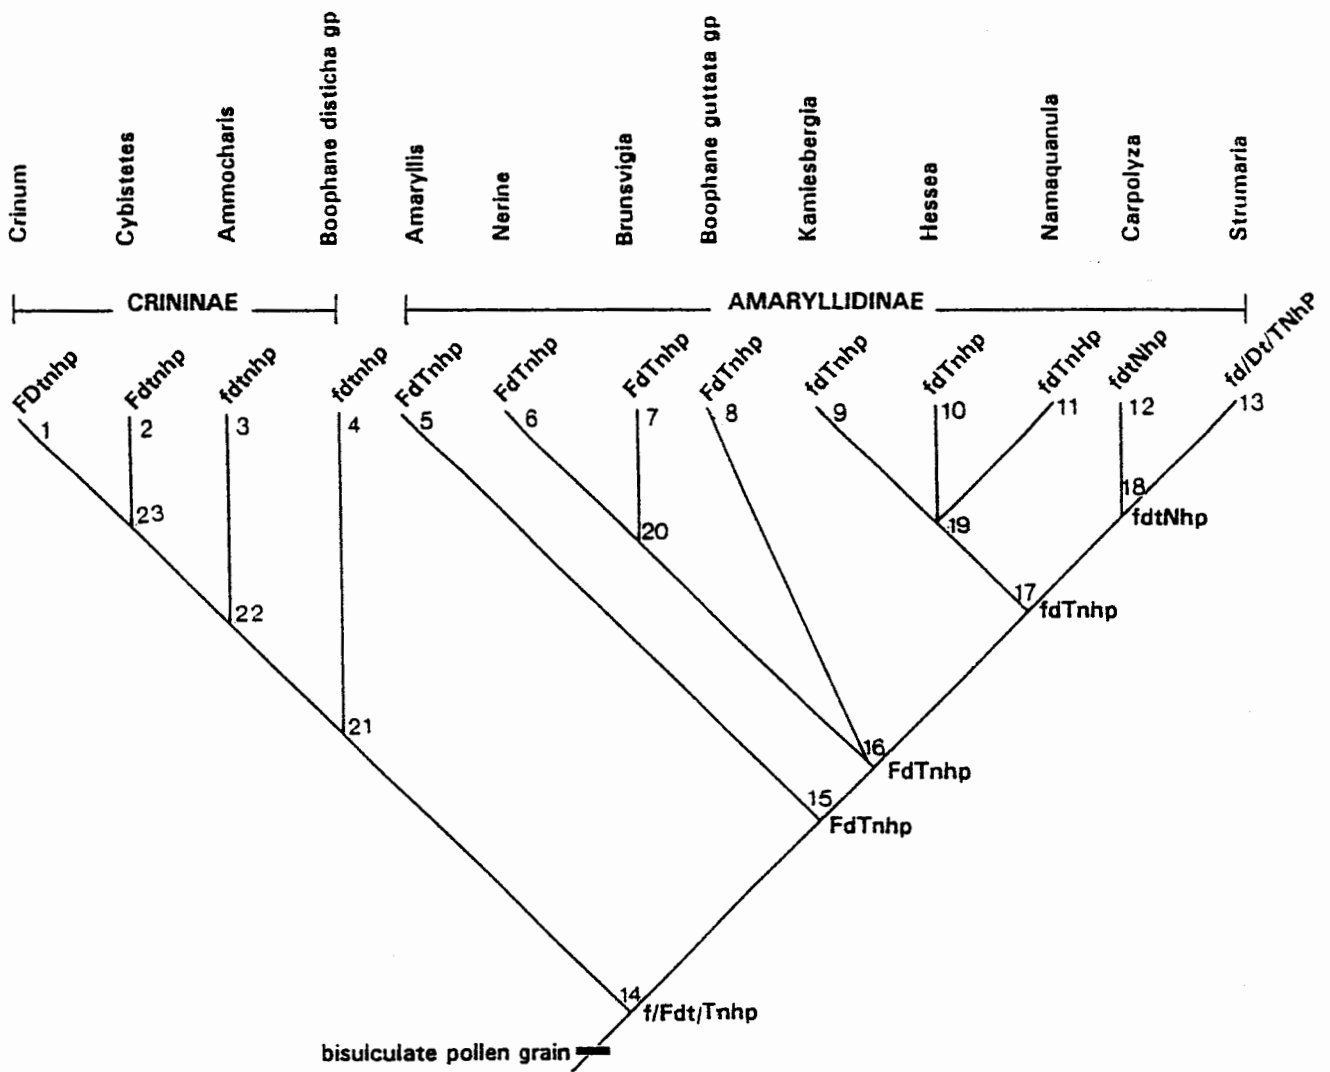 Crinum
Cybistetes
Ammocharis
Boophane disticha gp
Amaryllis
Nerine
Brunsvigia
Boophane guttata gp
Kamiesbergia
Hessea
Namaquanula
Carpolyza
Strumaria
CRININAE
AMARYLLIDINAE
FDtnhp
Fdtnhp
fdtnhp
fdtnhp
FdTnhp
FdTnhp
FdTnhp
FdTnhp
fdTnhp
fdTnhp
fdTnHp
fdtNhp
fd/Dt/TNhP
1
2
3
4
5
6
7
8
9
10
11
12
13
18
fdtNhp
23
20
19
17
fdTnhp
22
21
16
FdTnhp
15
FdTnhp
14
f/Fdt/Tnhp
bisulculate pollen grain